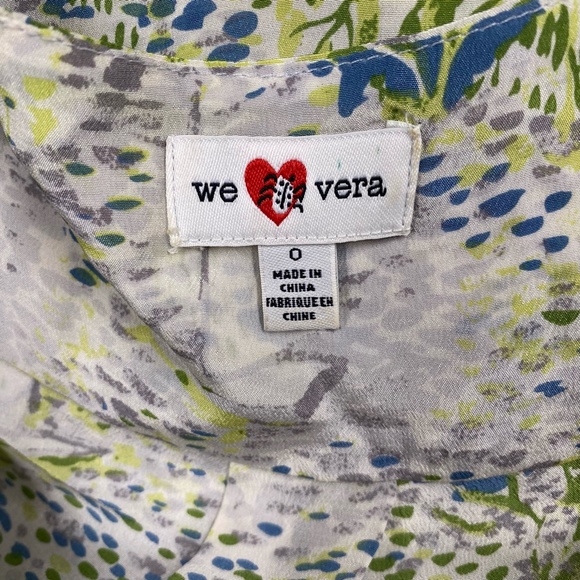 we vera
0
MADE IN
CHINA
FABRIQUE EN
CHINE